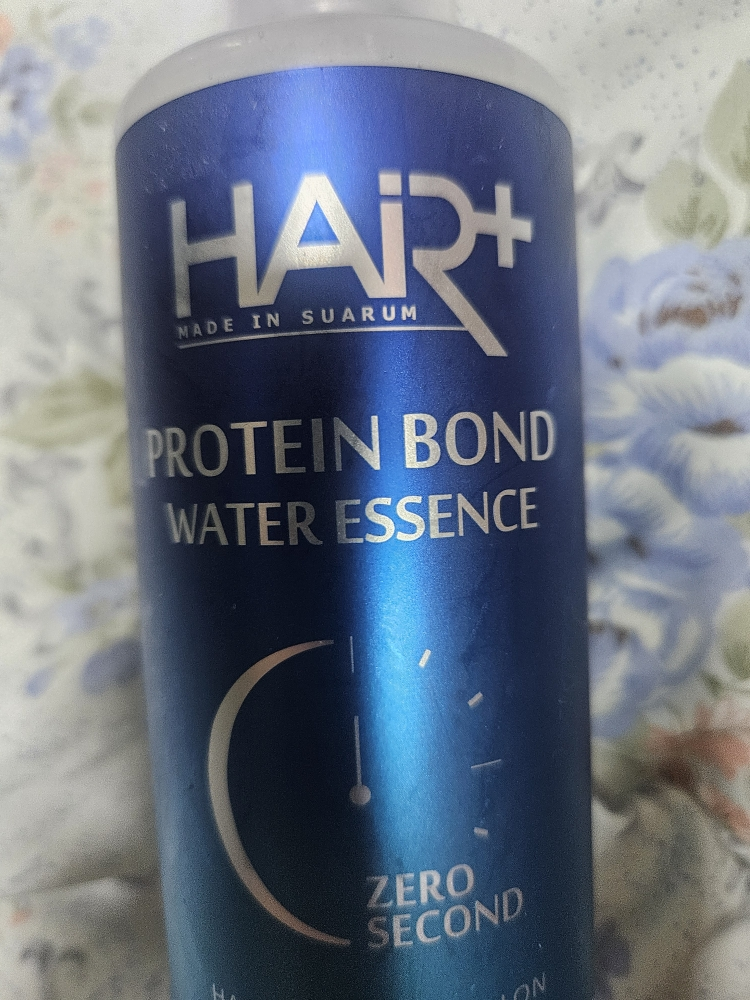 HAiR+
MADE IN SUARUM
PROTEIN BOND
WATER ESSENCE
ZERO
SECOND